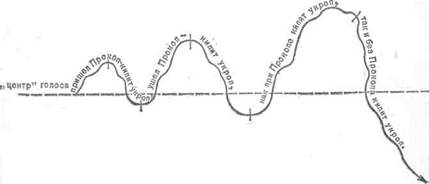 „центр" голоса
пришел Прокоп-кипит укроп,
ушел Прокоп-
кипит укроп,
как при Прокопе кипит укроп,
так и без Прокопа кипит укроп.